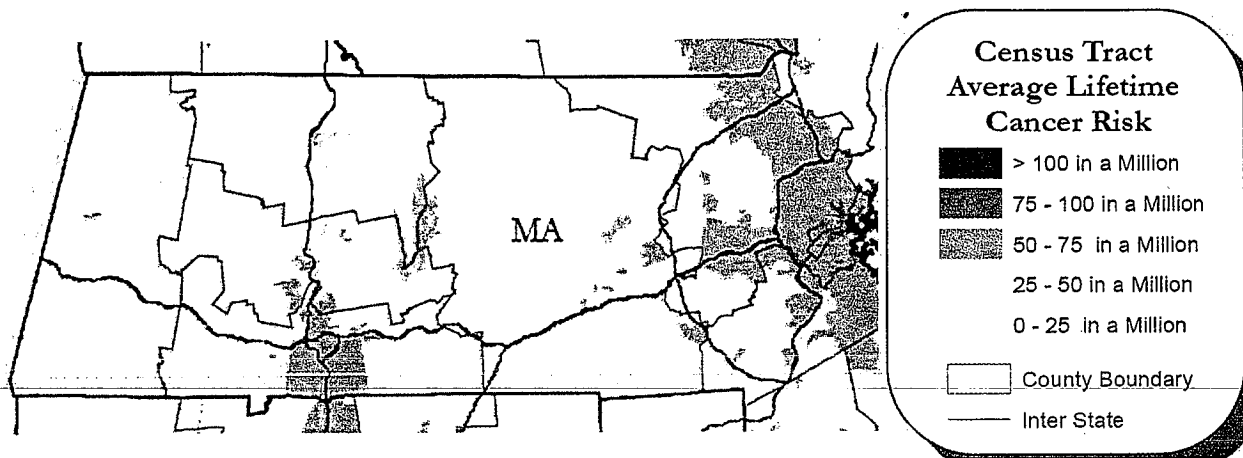 MA
Census Tract
Average Lifetime
Cancer Risk
> 100 in a Million
75 - 100 in a Million
50 - 75 in a Million
25 - 50 in a Million
0 - 25 in a Million
County Boundary
Inter State